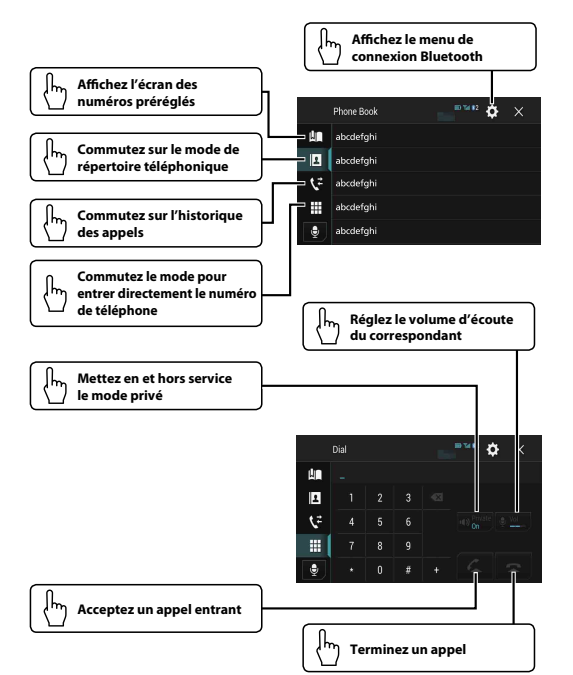 Affichez le menu de
connexion Bluetooth
Affichez l'écran des
numéros préréglés
Commutez sur le mode de
répertoire téléphonique
Commutez sur l'historique
des appels
Commutez le mode pour
entrer directement le numéro
de téléphone
Phone Book
abcdefghi
abcdefghi
abcdefghi
abcdefghi
abcdefghi
Réglez le volume d'écoute
du correspondant
Mettez en et hors service
le mode privé
Dial
1 2 3
4 5 6
7 8 9
* 0 # +
Private
On
Vol
Acceptez un appel entrant
Terminez un appel